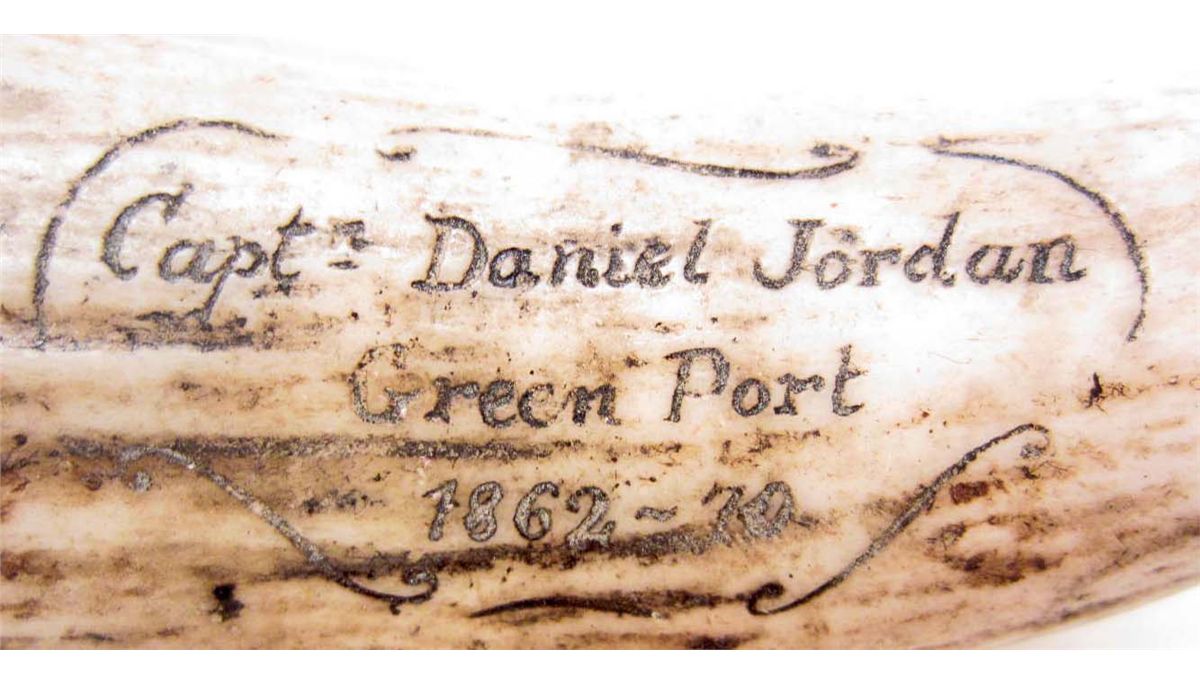 Captⁿ Daniel Jordan
Green Port
1862~70